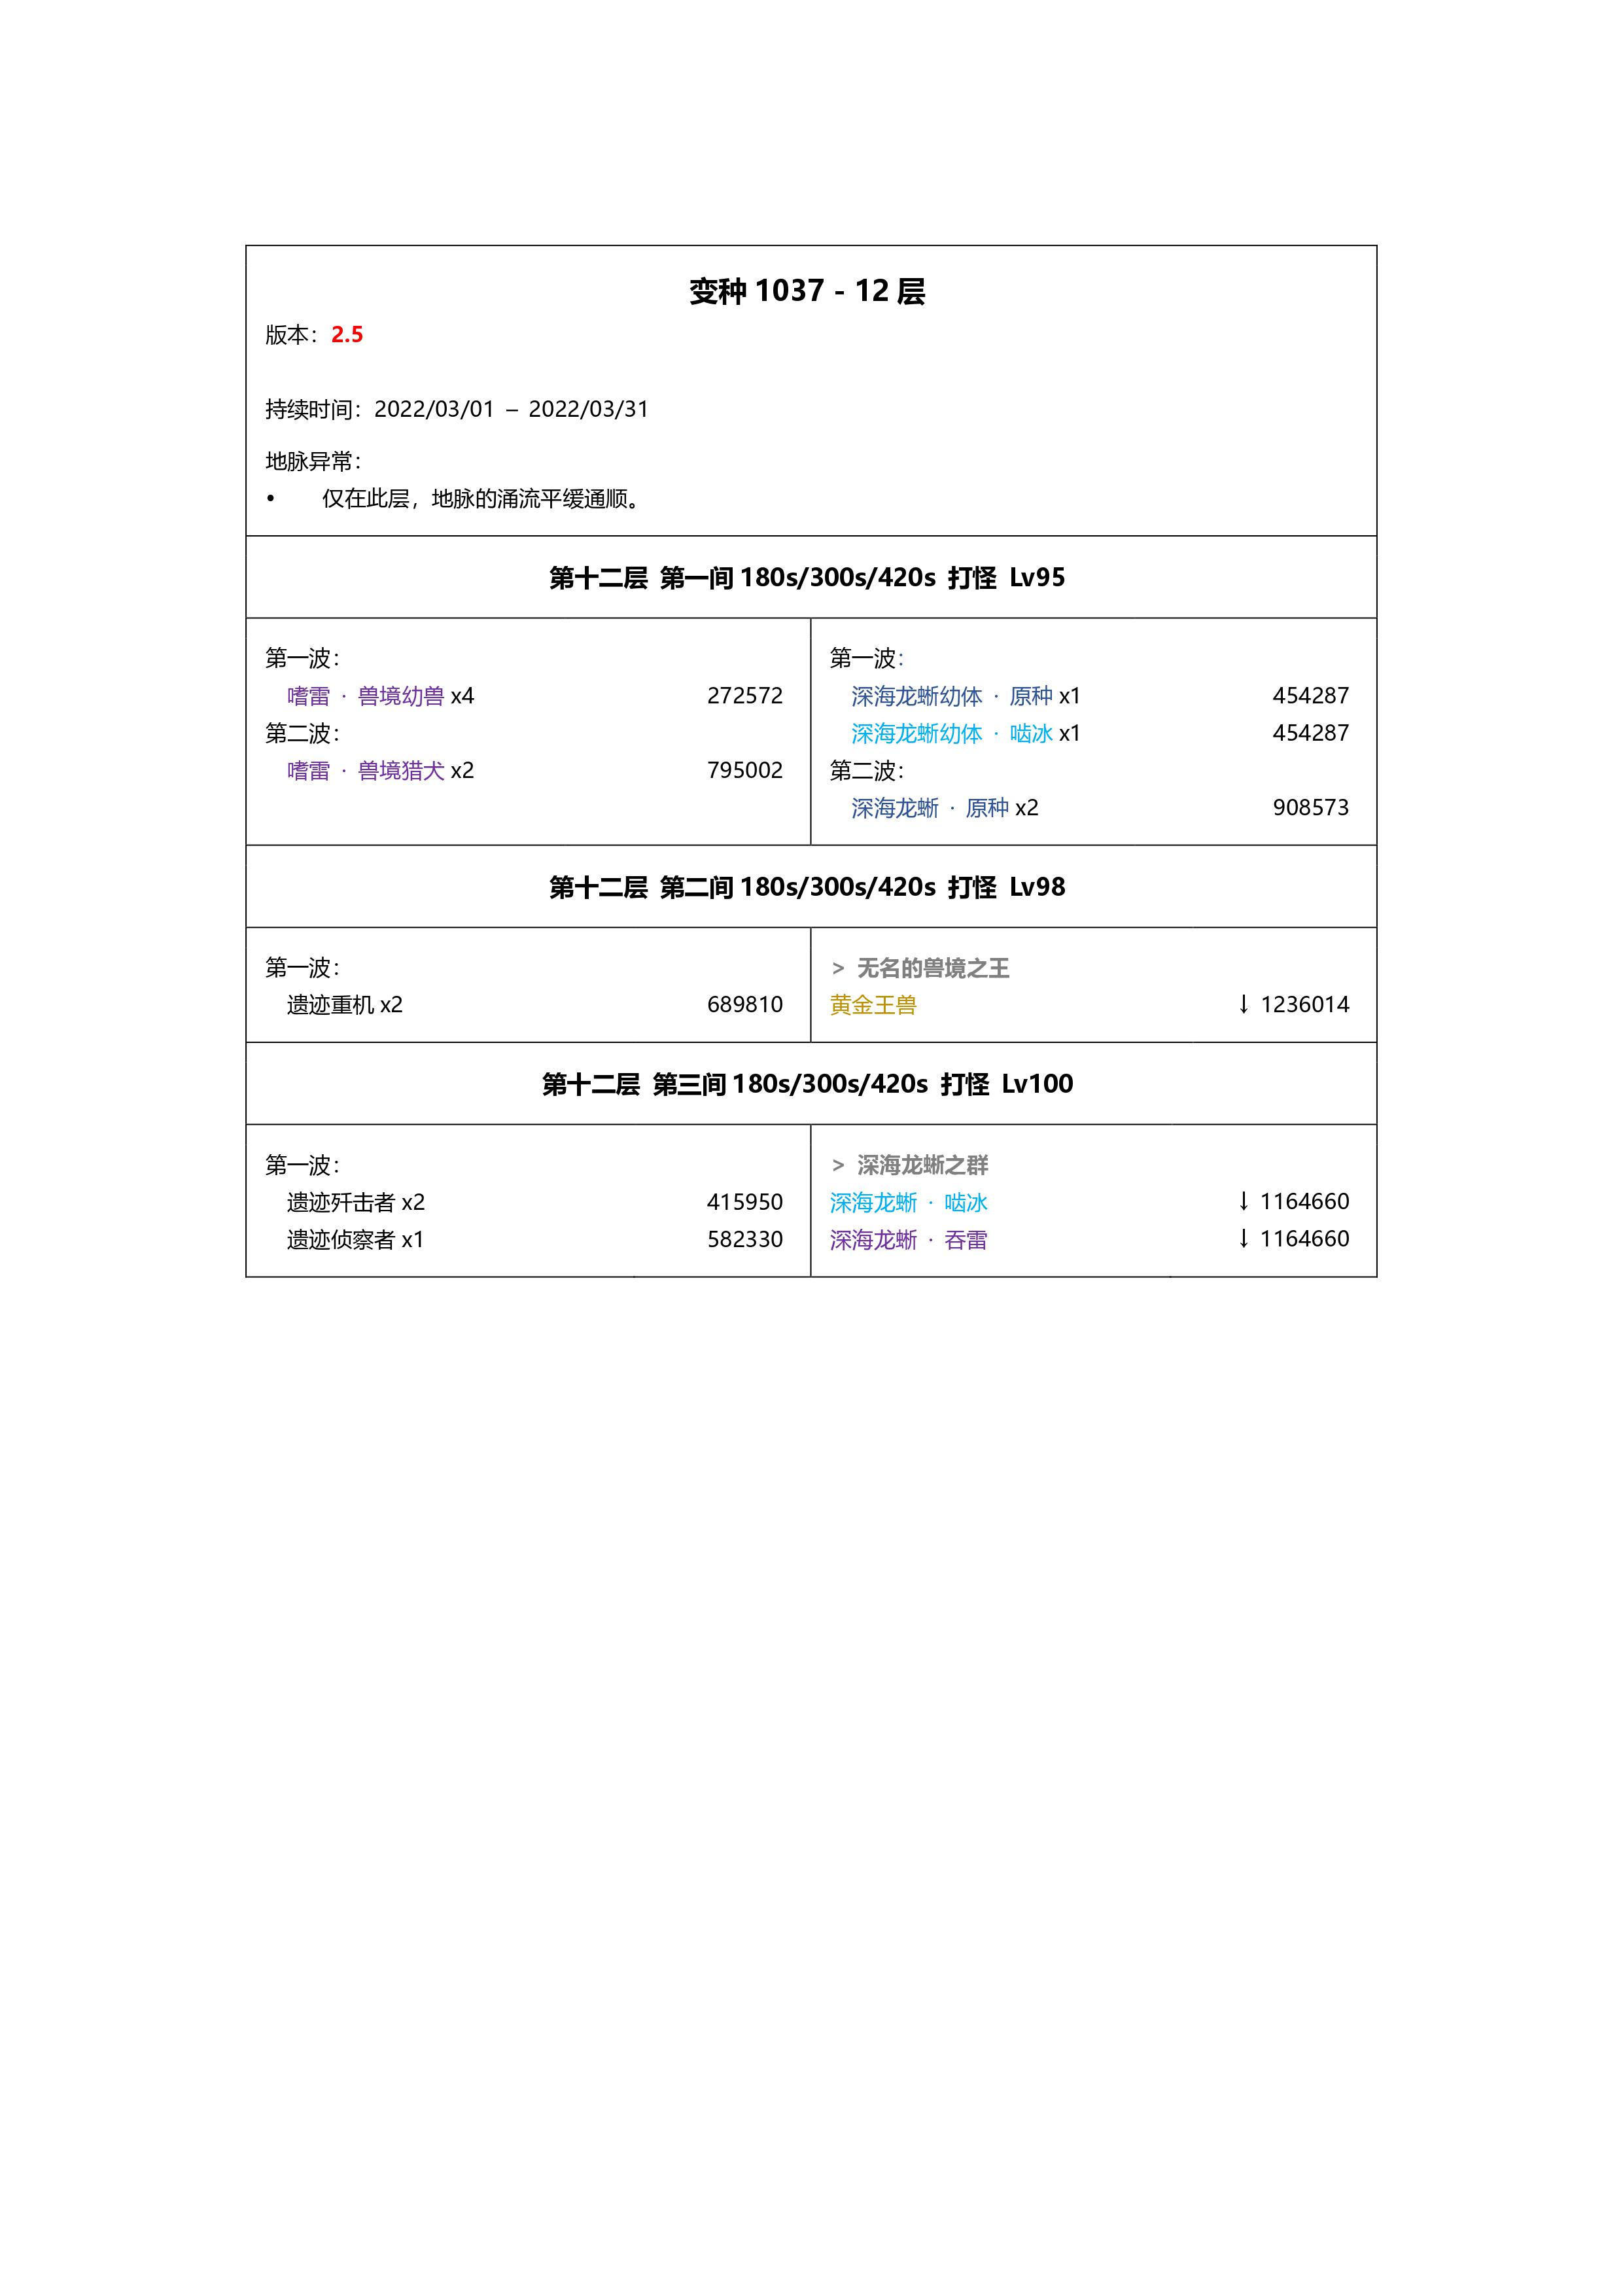 变种 1037 - 12 层
版本：2.5
持续时间：2022/03/01 – 2022/03/31
地脉异常：
• 仅在此层，地脉的涌流平缓通顺。
第十二层 第一间 180s/300s/420s 打怪 Lv95
第一波：
嗜雷 · 兽境幼兽 x4 272572
第二波：
嗜雷 · 兽境猎犬 x2 795002
第一波：
深海龙蜥幼体 · 原种 x1 454287
深海龙蜥幼体 · 啮冰 x1 454287
第二波：
深海龙蜥 · 原种 x2 908573
第十二层 第二间 180s/300s/420s 打怪 Lv98
第一波：
遗迹重机 x2 689810
> 无名的兽境之王
黄金王兽 ↓ 1236014
第十二层 第三间 180s/300s/420s 打怪 Lv100
第一波：
遗迹歼击者 x2 415950
遗迹侦察者 x1 582330
> 深海龙蜥之群
深海龙蜥 · 啮冰 ↓ 1164660
深海龙蜥 · 吞雷 ↓ 1164660